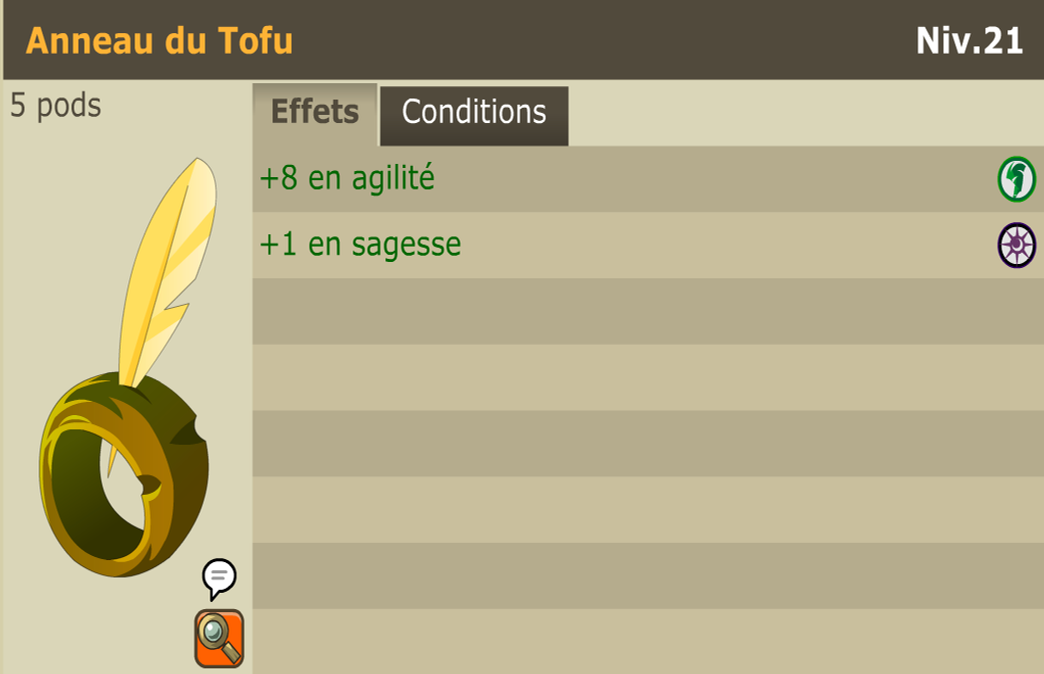 Anneau du Tofu
Niv.21
5 pods
Effets
Conditions
+8 en agilité
+1 en sagesse